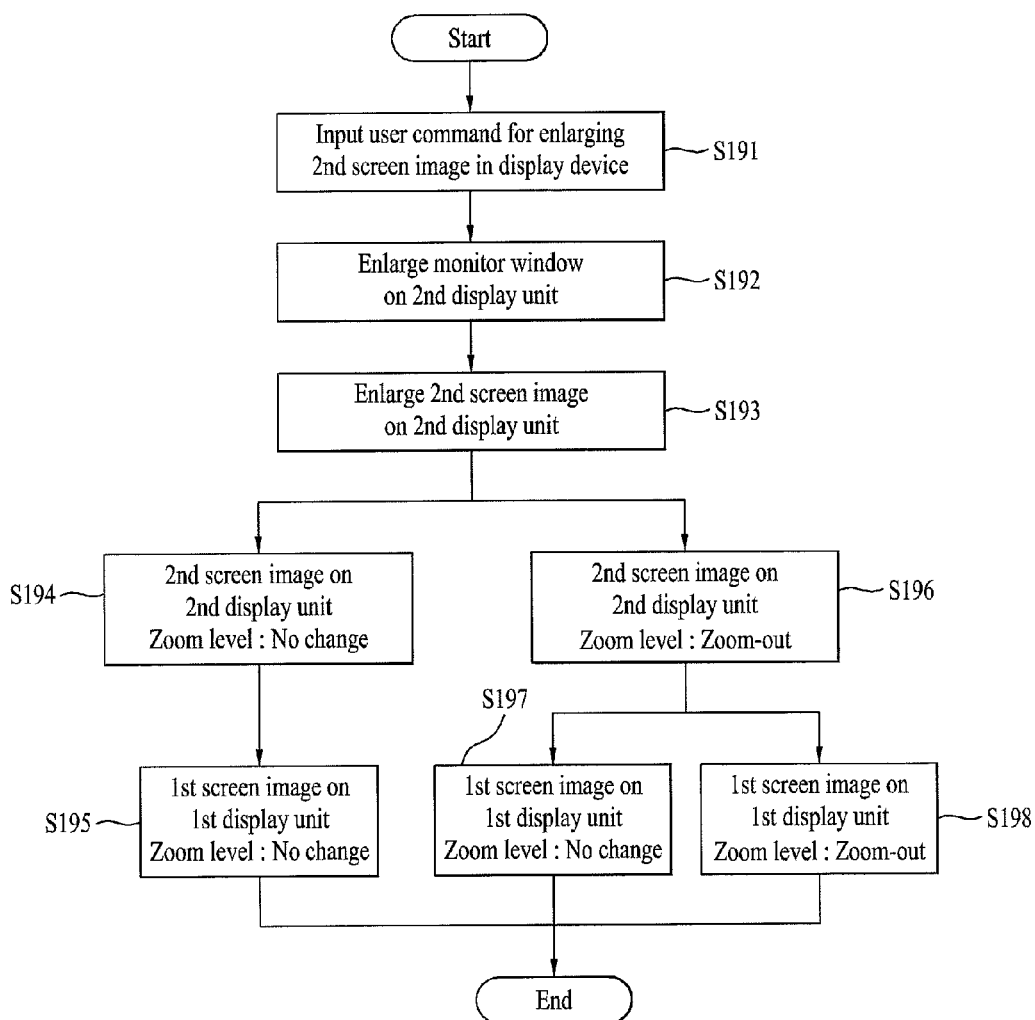 Start
Input user command for enlarging
2nd screen image in display device
S191
Enlarge monitor window
on 2nd display unit
S192
Enlarge 2nd screen image
on 2nd display unit
S193
S194
2nd screen image on
2nd display unit
Zoom level : No change
2nd screen image on
2nd display unit
Zoom level : Zoom-out
S196
S197
S195
1st screen image on
1st display unit
Zoom level : No change
1st screen image on
1st display unit
Zoom level : No change
1st screen image on
1st display unit
Zoom level : Zoom-out
S198
End